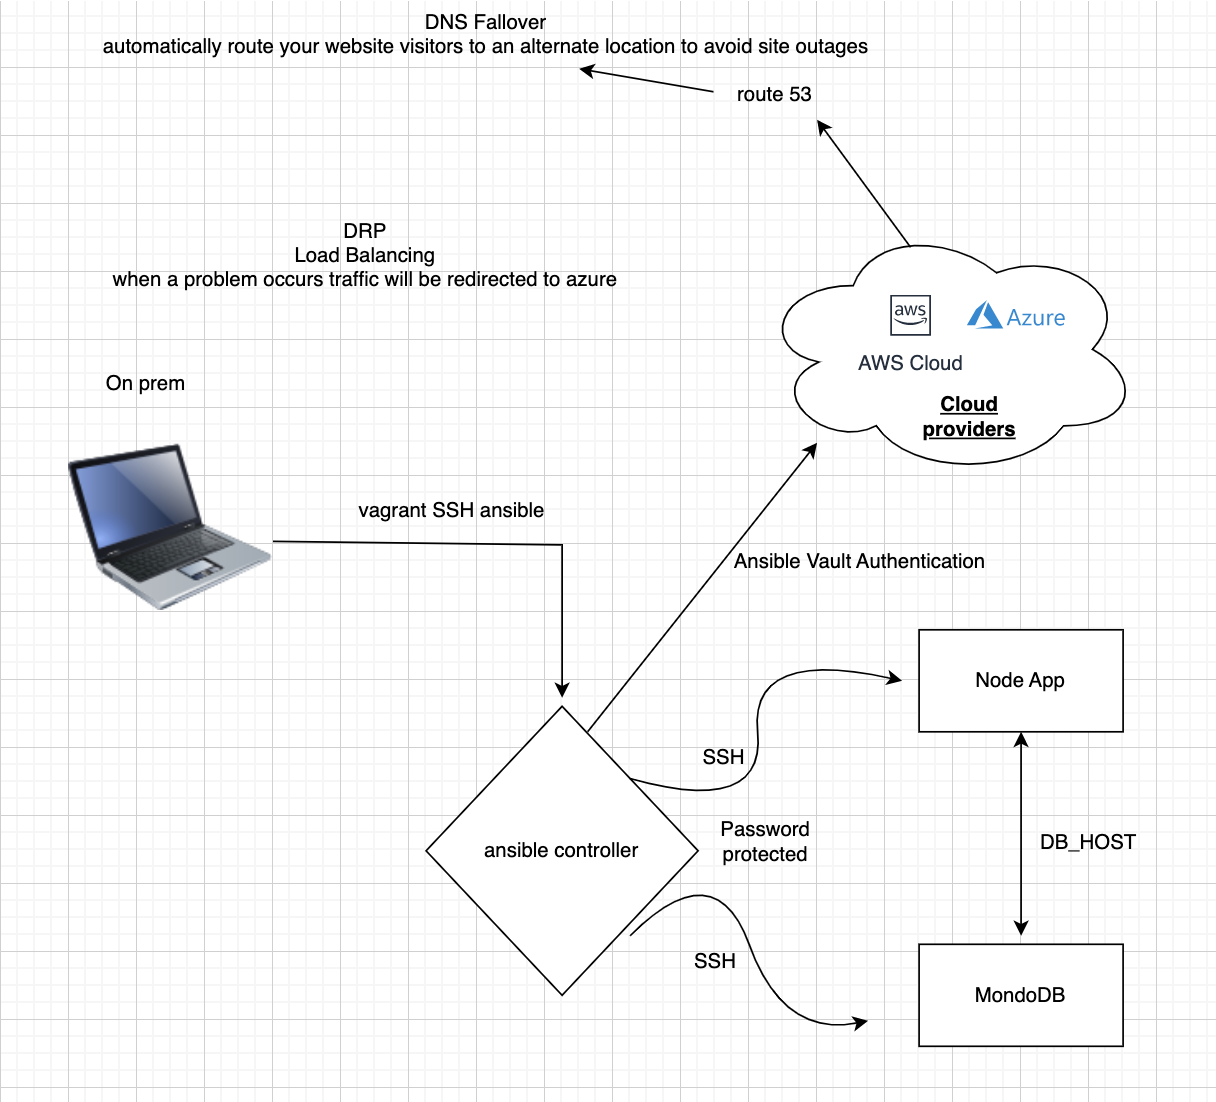 DNS Fallover
automatically route your website visitors to an alternate location to avoid site outages
route 53
DRP
Load Balancing
when a problem occurs traffic will be redirected to azure
aws
Azure
AWS Cloud
Cloud
providers
On prem
vagrant SSH ansible
Ansible Vault Authentication
Node App
SSH
ansible controller
Password
protected
DB_HOST
SSH
MondoDB